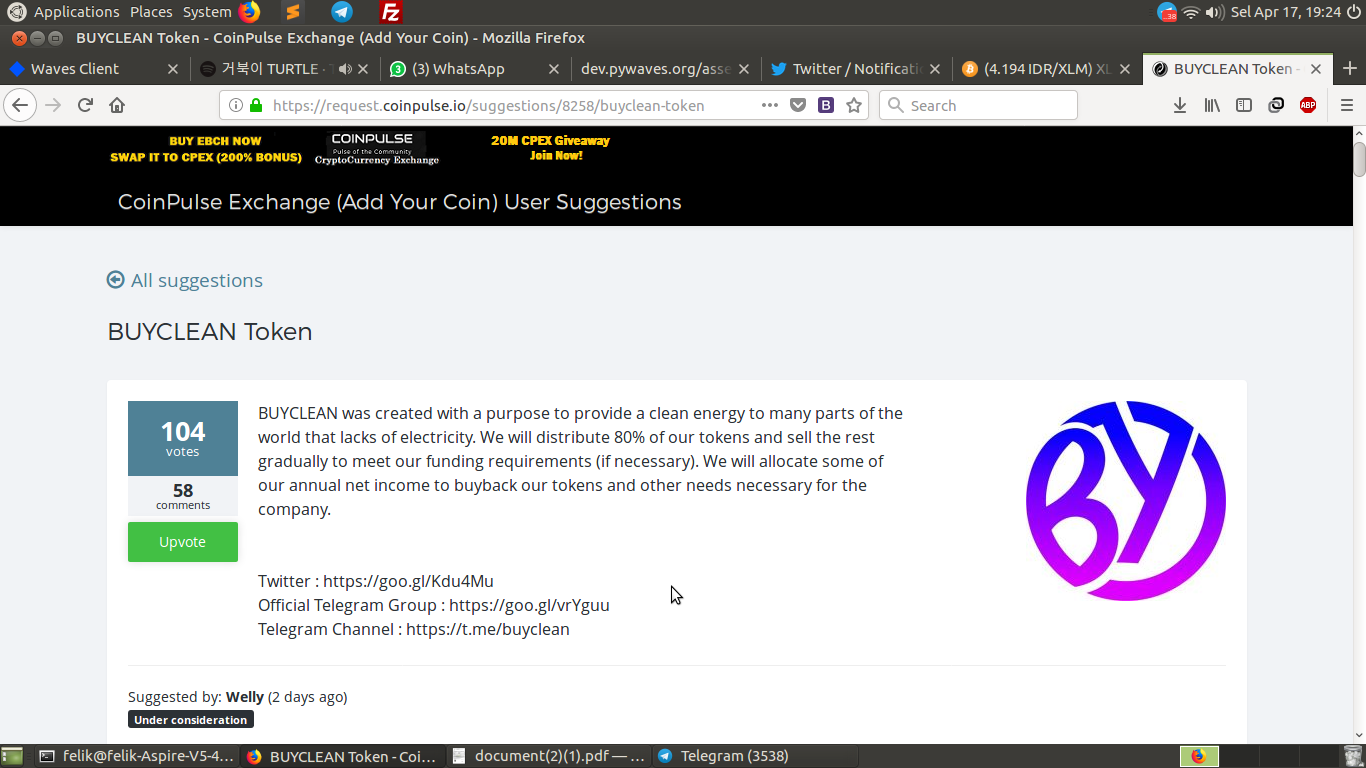 Applications Places System
38
Sel Apr 17, 19:24
BUYCLEAN Token - CoinPulse Exchange (Add Your Coin) - Mozilla Firefox
Waves Client
거북이 TURTLE ·
(3) WhatsApp
dev.pywaves.org/asse
Twitter / Notificati
(4.194 IDR/XLM) XL
BUYCLEAN Token -
https://request.coinpulse.io/suggestions/8258/buyclean-token
Search
ABP
BUY EBCH NOW
SWAP IT TO CPEX (200% BONUS)
COINPULSE
Pulse of the Community
CryptoCurrency Exchange
20M CPEX Giveaway
Join Now!
CoinPulse Exchange (Add Your Coin) User Suggestions
All suggestions
BUYCLEAN Token
104
votes
58
comments
Upvote
BUYCLEAN was created with a purpose to provide a clean energy to many parts of the
world that lacks of electricity. We will distribute 80% of our tokens and sell the rest
gradually to meet our funding requirements (if necessary). We will allocate some of
our annual net income to buyback our tokens and other needs necessary for the
company.
Twitter : https://goo.gl/Kdu4Mu
Official Telegram Group : https://goo.gl/vrYguu
Telegram Channel : https://t.me/buyclean
BY
Suggested by: Welly (2 days ago)
Under consideration
felik@felik-Aspire-V5-4...
BUYCLEAN Token - Coi...
document(2)(1).pdf — ...
Telegram (3538)